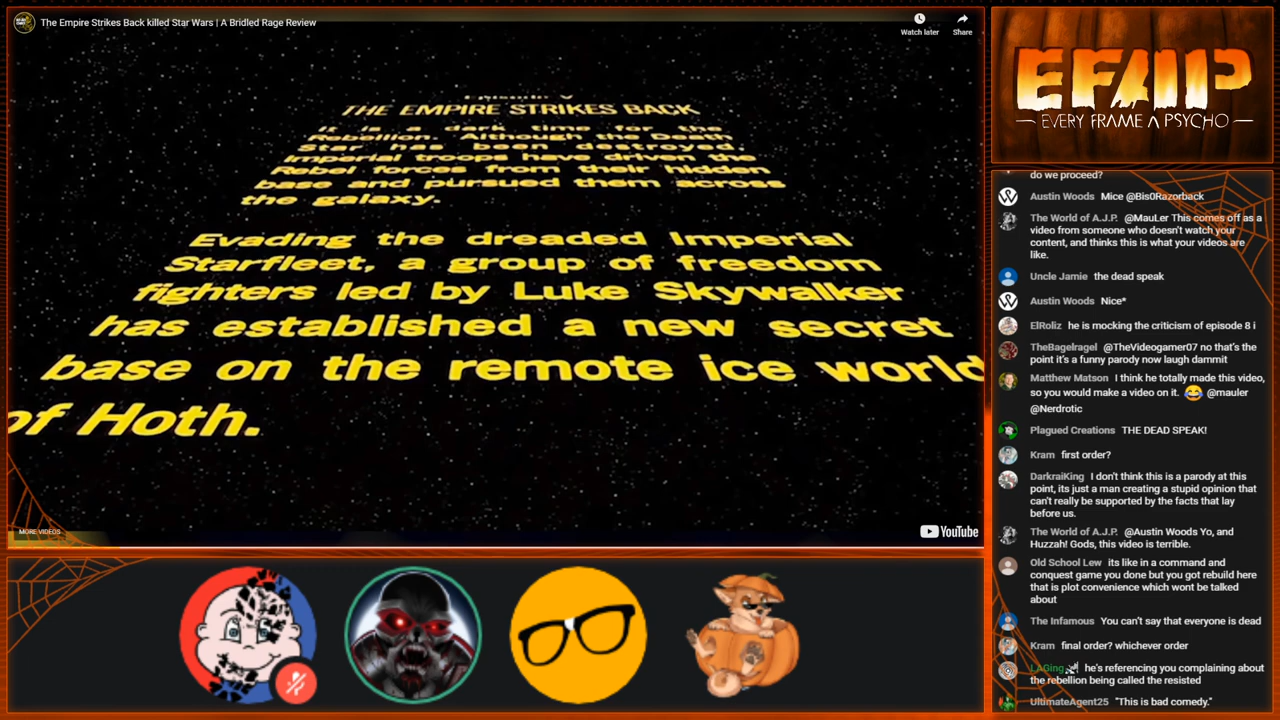 The Empire Strikes Back killed Star Wars | A Bridled Rage Review
Watch later
Share
Episode V
THE EMPIRE STRIKES BACK
It is a dark time for the
Rebellion. Although the Death
Star has been destroyed,
Imperial troops have driven the
Rebel forces from their hidden
base and pursued them across
the galaxy.
Evading the dreaded Imperial
Starfleet, a group of freedom
fighters led by Luke Skywalker
has established a new secret
base on the remote ice world
of Hoth.
MORE VIDEOS
YouTube
EFAP
EVERY FRAME A PSYCHO
do we proceed?
Austin Woods Mice @Bis0Razorback
The World of A.J.P. @MauLer This comes off as a
video from someone who doesn't watch your
content, and thinks this is what your videos are
like.
Uncle Jamie the dead speak
Austin Woods Nice*
ElRoliz he is mocking the criticism of episode 8 i
TheBagelragel @TheVideogamer07 no that's the
point it's a funny parody now laugh dammit
Matthew Matson I think he totally made this video,
so you would make a video on it. 😂 @mauler
@Nerdrotic
Plagued Creations THE DEAD SPEAK!
Kram first order?
DarkraiKing I don't think this is a parody at this
point, its just a man creating a stupid opinion that
can't really be supported by the facts that lay
before us.
The World of A.J.P. @Austin Woods Yo, and
Huzzah! Gods, this video is terrible.
Old School Lew its like in a command and
conquest game you done but you got rebuild here
that is plot convenience which wont be talked
about
The Infamous You can't say that everyone is dead
Kram final order? whichever order
LAGing he's referencing you complaining about
the rebellion being called the resisted
UltimateAgent25 "This is bad comedy."